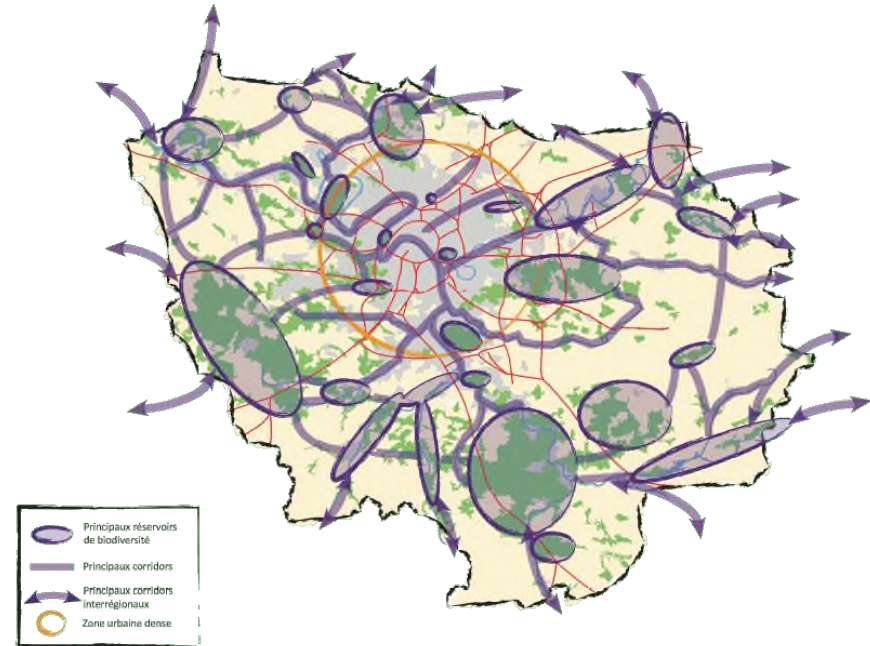 Principaux réservoirs
de biodiversité
Principaux corridors
Principaux corridors
interrégionaux
Zone urbaine dense